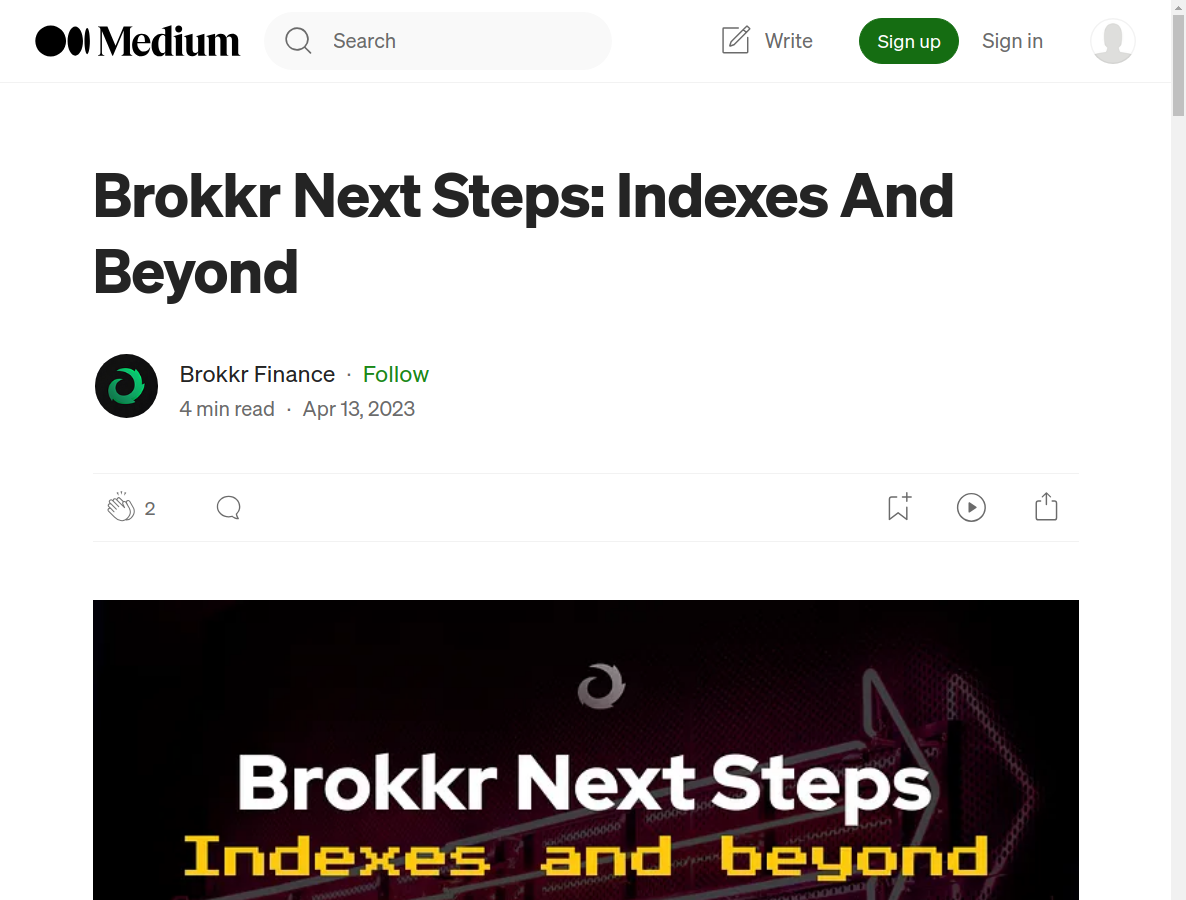 Medium
Search
Write
Sign up
Sign in
Brokkr Next Steps: Indexes And
Beyond
Brokkr Finance · Follow
4 min read · Apr 13, 2023
2
Brokkr Next Steps
Indexes and beyond